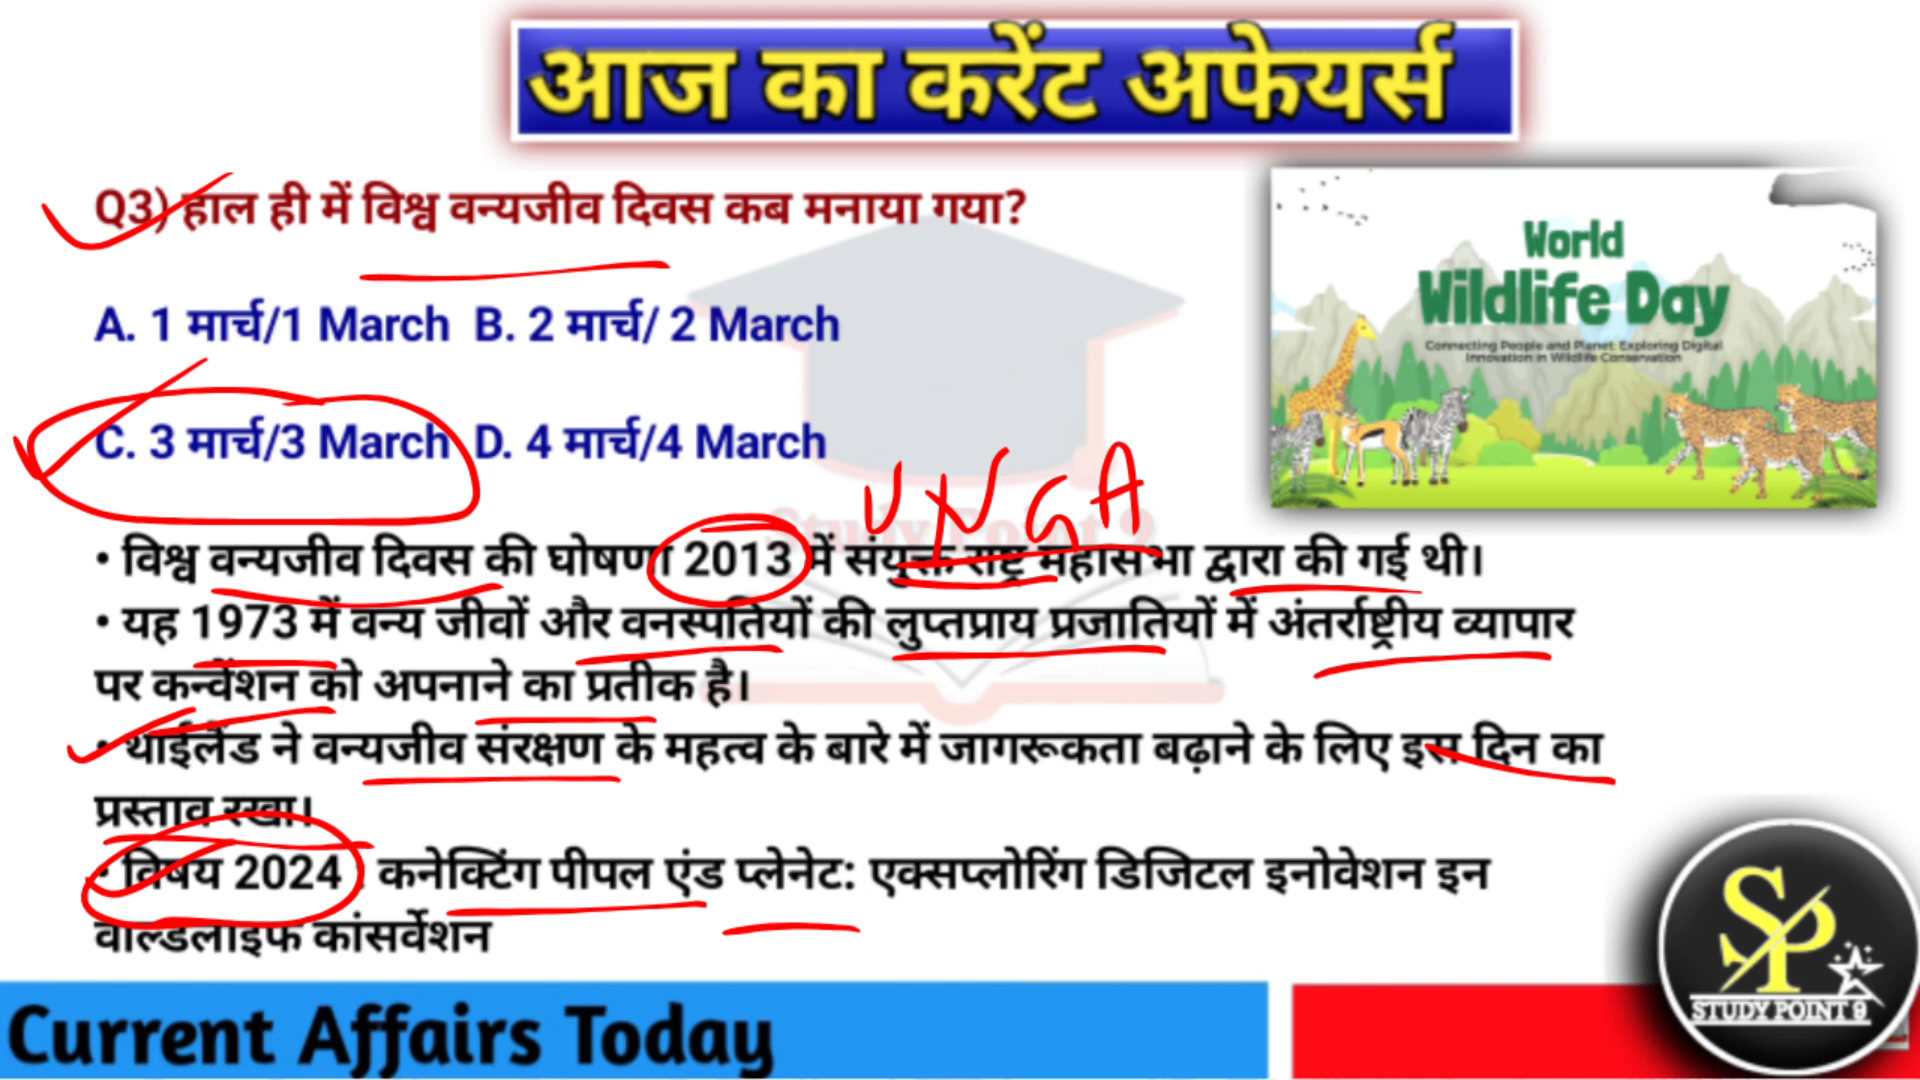 आज का करेंट अफेयर्स
Q3) हाल ही में विश्व वन्यजीव दिवस कब मनाया गया?
A. 1 मार्च/1 March B. 2 मार्च/ 2 March
C. 3 मार्च/3 March D. 4 मार्च/4 March
World
Wildlife Day
Connecting People and Planet: Exploring Digital
Innovation in Wildlife Conservation
UNGA
Study Point 9
• विश्व वन्यजीव दिवस की घोषणा 2013 में संयुक्त राष्ट्र महासभा द्वारा की गई थी।
• यह 1973 में वन्य जीवों और वनस्पतियों की लुप्तप्राय प्रजातियों में अंतर्राष्ट्रीय व्यापार
पर कन्वेंशन को अपनाने का प्रतीक है।
• थाईलैंड ने वन्यजीव संरक्षण के महत्व के बारे में जागरूकता बढ़ाने के लिए इस दिन का
प्रस्ताव रखा।
• विषय 2024 कनेक्टिंग पीपल एंड प्लेनेट: एक्सप्लोरिंग डिजिटल इनोवेशन इन
वाल्डलाइफ कांसर्वेशन
SP
STUDY POINT 9
Current Affairs Today